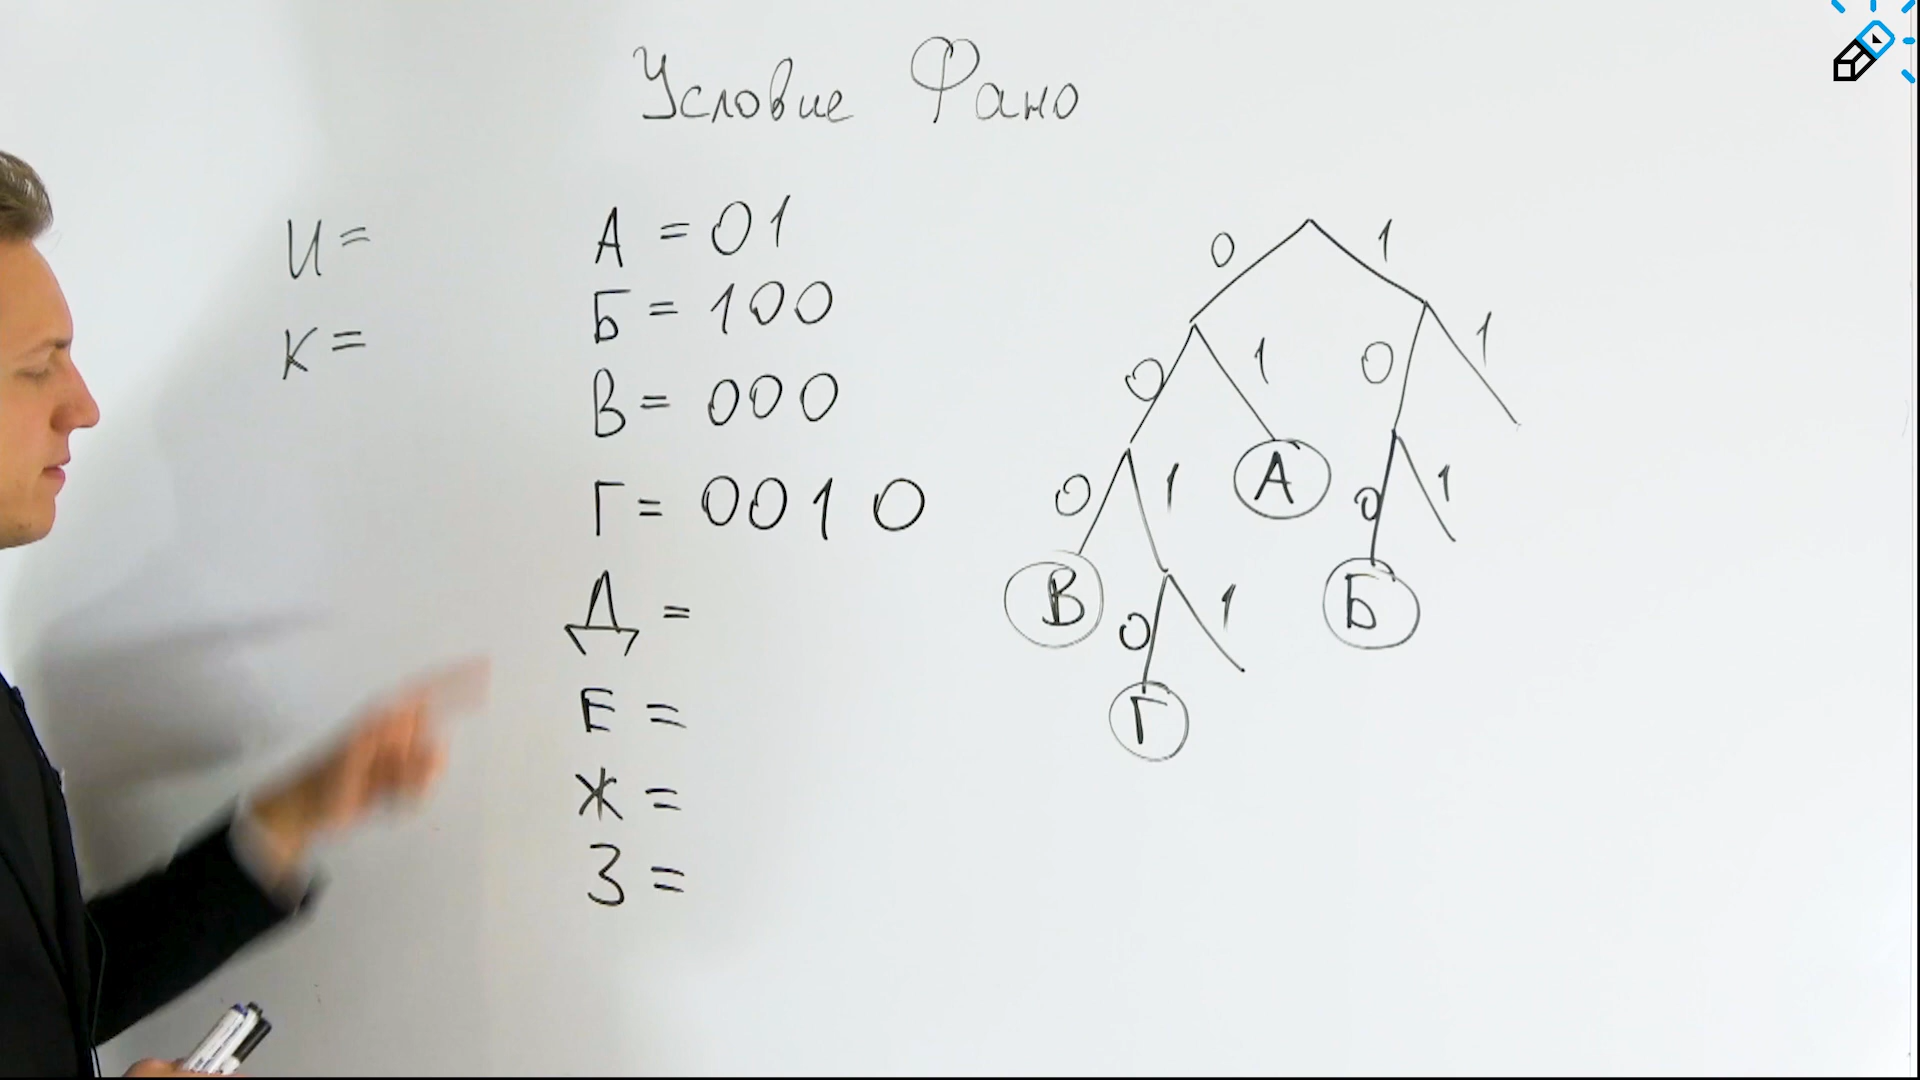 Условие Фано
И =
К =
А = 01
Б = 100
В = 000
Г = 0010
Д =
Е =
Ж =
З =
0 1
0 1 0 1
0 1 А 0 1
В 0 1 Б
Г